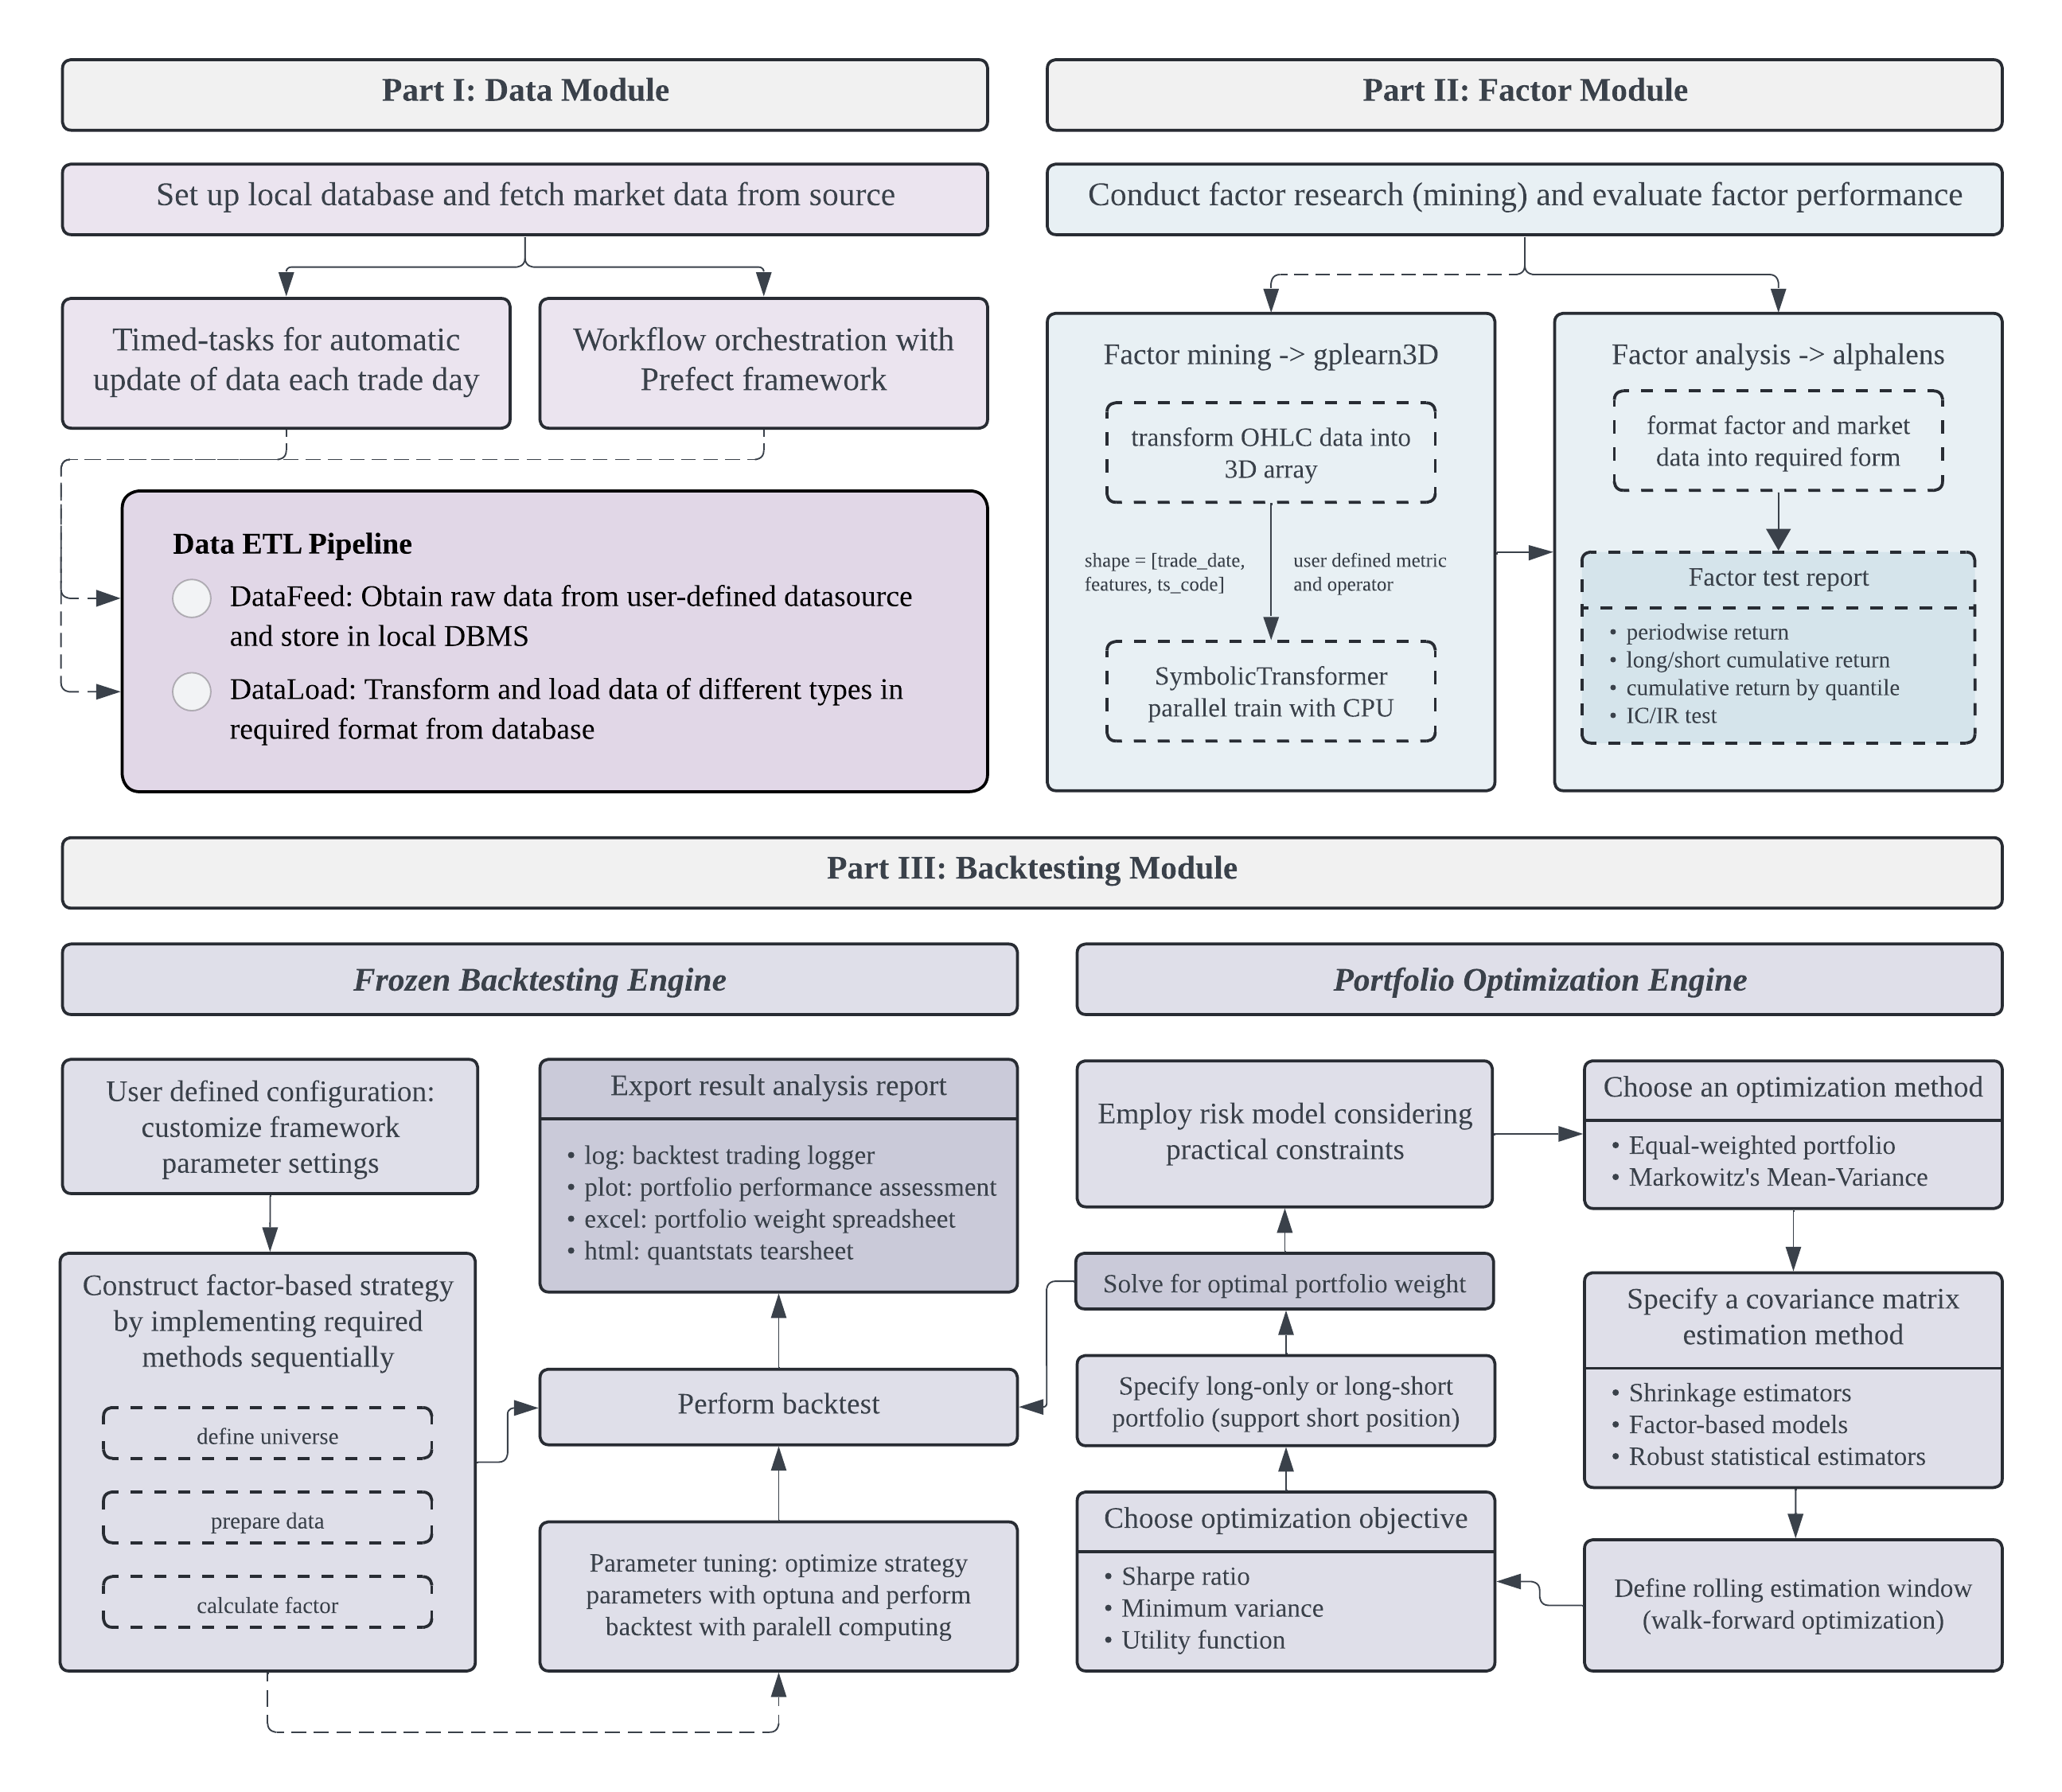 Part I: Data Module
Set up local database and fetch market data from source
Timed-tasks for automatic
update of data each trade day
Workflow orchestration with
Prefect framework
Data ETL Pipeline
DataFeed: Obtain raw data from user-defined datasource
and store in local DBMS
DataLoad: Transform and load data of different types in
required format from database
Part II: Factor Module
Conduct factor research (mining) and evaluate factor performance
Factor mining -> gplearn3D
transform OHLC data into
3D array
shape = [trade_date,
features, ts_code]
user defined metric
and operator
SymbolicTransformer
parallel train with CPU
Factor analysis -> alphalens
format factor and market
data into required form
Factor test report
• periodwise return
• long/short cumulative return
• cumulative return by quantile
• IC/IR test
Part III: Backtesting Module
Frozen Backtesting Engine
User defined configuration:
customize framework
parameter settings
Construct factor-based strategy
by implementing required
methods sequentially
define universe
prepare data
calculate factor
Export result analysis report
• log: backtest trading logger
• plot: portfolio performance assessment
• excel: portfolio weight spreadsheet
• html: quantstats tearsheet
Perform backtest
Parameter tuning: optimize strategy
parameters with optuna and perform
backtest with paralell computing
Portfolio Optimization Engine
Employ risk model considering
practical constraints
Solve for optimal portfolio weight
Specify long-only or long-short
portfolio (support short position)
Choose optimization objective
• Sharpe ratio
• Minimum variance
• Utility function
Choose an optimization method
• Equal-weighted portfolio
• Markowitz's Mean-Variance
Specify a covariance matrix
estimation method
• Shrinkage estimators
• Factor-based models
• Robust statistical estimators
Define rolling estimation window
(walk-forward optimization)